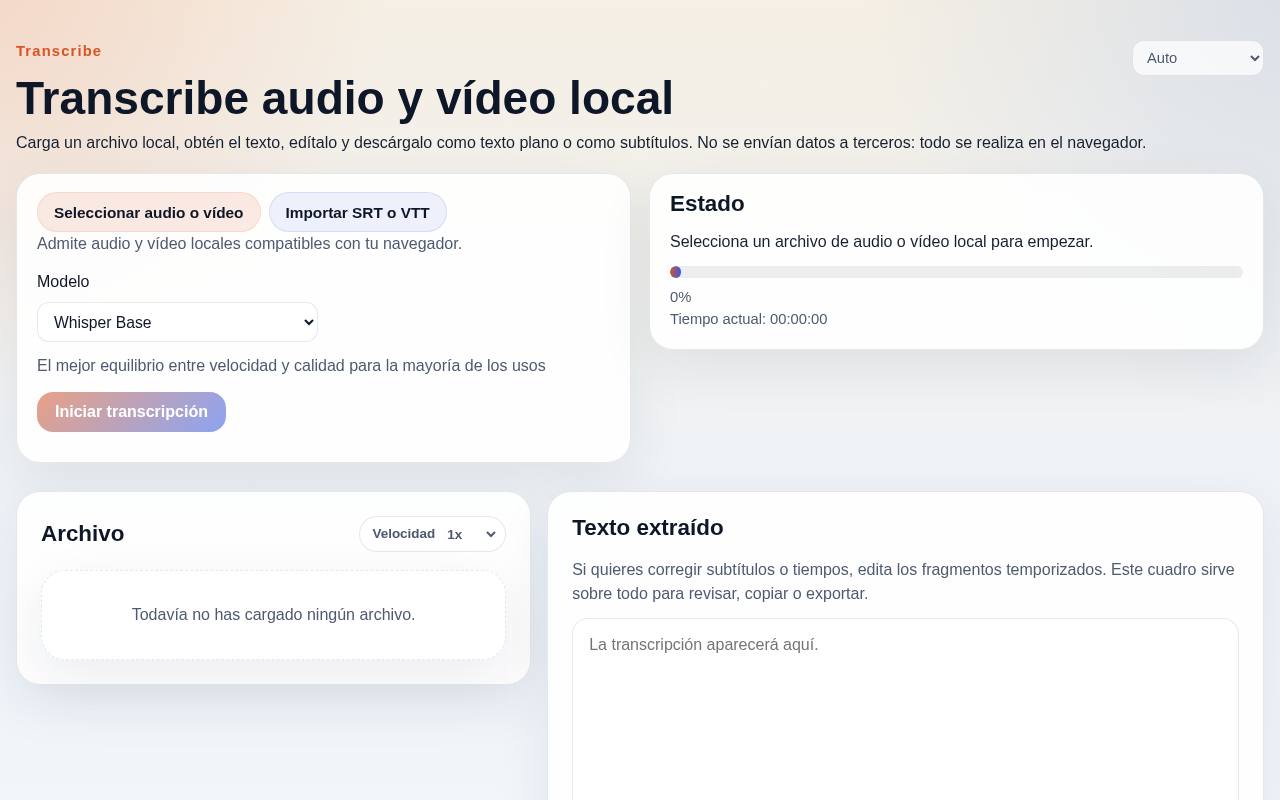 Transcribe
Auto
Transcribe audio y vídeo local
Carga un archivo local, obtén el texto, edítalo y descárgalo como texto plano o como subtítulos. No se envían datos a terceros: todo se realiza en el navegador.
Seleccionar audio o vídeo
Importar SRT o VTT
Admite audio y vídeo locales compatibles con tu navegador.
Modelo
Whisper Base
El mejor equilibrio entre velocidad y calidad para la mayoría de los usos
Iniciar transcripción
Estado
Selecciona un archivo de audio o vídeo local para empezar.
0%
Tiempo actual: 00:00:00
Archivo
Velocidad 1x
Todavía no has cargado ningún archivo.
Texto extraído
Si quieres corregir subtítulos o tiempos, edita los fragmentos temporizados. Este cuadro sirve
sobre todo para revisar, copiar o exportar.
La transcripción aparecerá aquí.